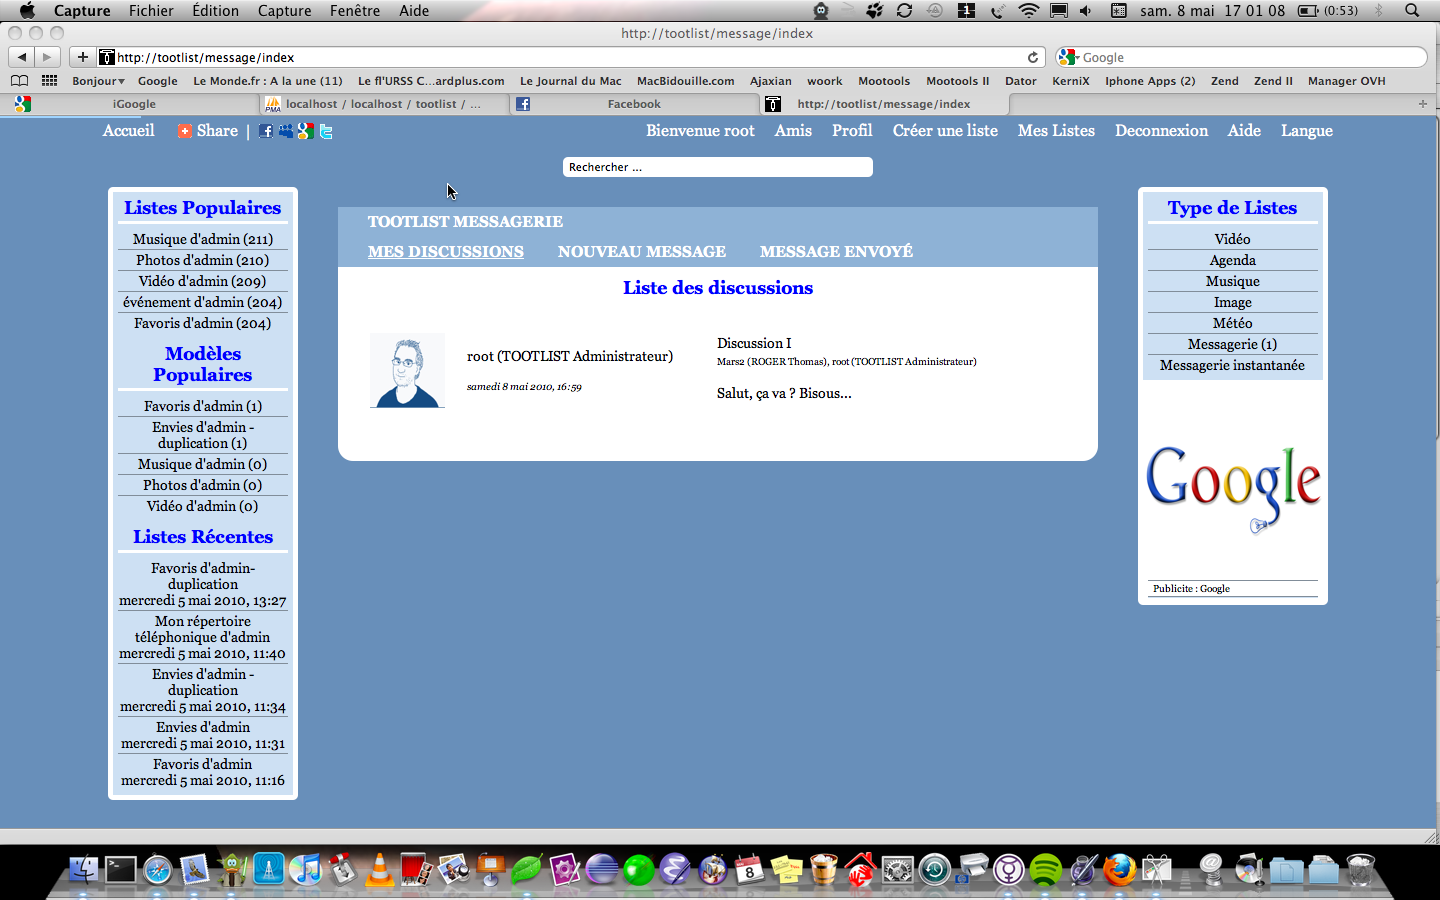 Capture Fichier Édition Capture Fenêtre Aide
1 sam. 8 mai 17 01 08 (0:53)
http://tootlist/message/index
http://tootlist/message/index
Google
Bonjour Google Le Monde.fr : A la une (11) Le fl'URSS C...ardplus.com Le Journal du Mac MacBidouille.com Ajaxian woork Mootools Mootools II Dator KerniX Iphone Apps (2) Zend Zend II Manager OVH
iGoogle
PMA localhost / localhost / tootlist / ...
Facebook
http://tootlist/message/index
Accueil Share |
Bienvenue root Amis Profil Créer une liste Mes Listes Deconnexion Aide Langue
Rechercher ...
Listes Populaires
Musique d'admin (211)
Photos d'admin (210)
Vidéo d'admin (209)
événement d'admin (204)
Favoris d'admin (204)
Modèles
Populaires
Favoris d'admin (1)
Envies d'admin -
duplication (1)
Musique d'admin (0)
Photos d'admin (0)
Vidéo d'admin (0)
Listes Récentes
Favoris d'admin-
duplication
mercredi 5 mai 2010, 13:27
Mon répertoire
téléphonique d'admin
mercredi 5 mai 2010, 11:40
Envies d'admin -
duplication
mercredi 5 mai 2010, 11:34
Envies d'admin
mercredi 5 mai 2010, 11:31
Favoris d'admin
mercredi 5 mai 2010, 11:16
TOOTLIST MESSAGERIE
MES DISCUSSIONS NOUVEAU MESSAGE MESSAGE ENVOYÉ
Liste des discussions
root (TOOTLIST Administrateur)
samedi 8 mai 2010, 16:59
Discussion I
Mars2 (ROGER Thomas), root (TOOTLIST Administrateur)
Salut, ça va ? Bisous...
Type de Listes
Vidéo
Agenda
Musique
Image
Météo
Messagerie (1)
Messagerie instantanée
Google
Publicite : Google
8